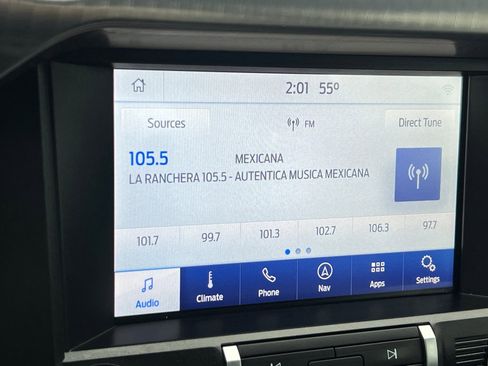 2:01 55°
Sources FM Direct Tune
105.5 MEXICANA
LA RANCHERA 105.5 - AUTENTICA MUSICA MEXICANA
101.7 99.7 101.3 102.7 106.3 97.7
Audio Climate Phone Nav Apps Settings